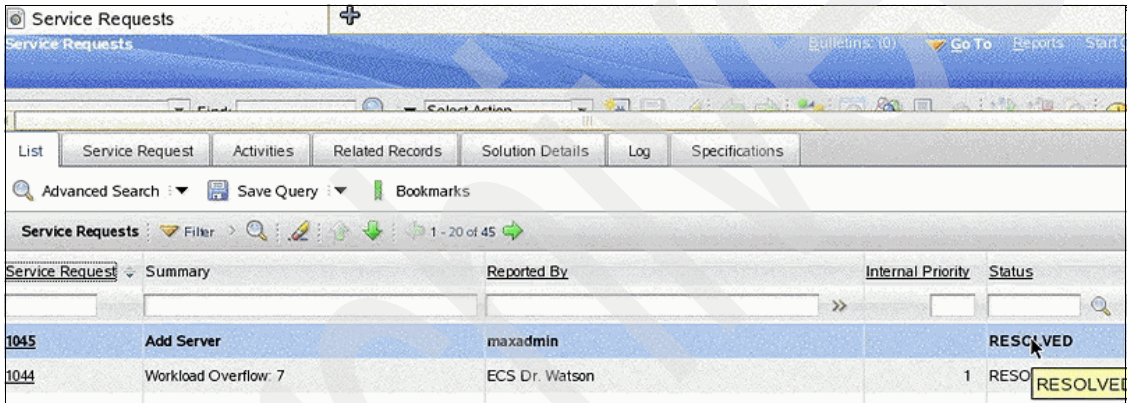 Service Requests
Service Requests Bulletins: (0) Go To Reports Start
Find: Select Action
List Service Request Activities Related Records Solution Details Log Specifications
Advanced Search Save Query Bookmarks
Service Requests Filter 1 - 20 of 45
Service Request Summary Reported By Internal Priority Status
1045 Add Server maxadmin RESOLVED
1044 Workload Overflow: 7 ECS Dr. Watson 1 RESO
RESOLVED